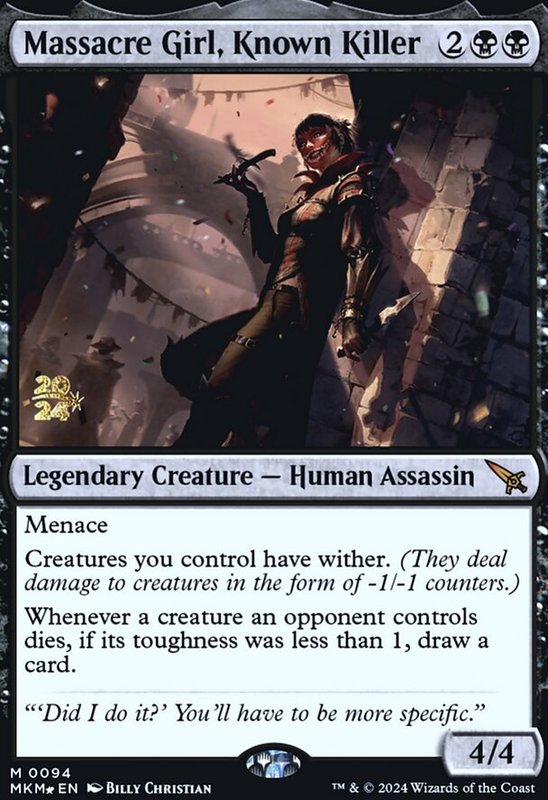 Massacre Girl, Known Killer 2
20
24
Legendary Creature — Human Assassin
Menace
Creatures you control have wither. (They deal
damage to creatures in the form of -1/-1 counters.)
Whenever a creature an opponent controls
dies, if its toughness was less than 1, draw a
card.
“‘Did I do it?’ You’ll have to be more specific.”
4/4
M 0094
MKM★EN Billy Christian
™ & © 2024 Wizards of the Coast